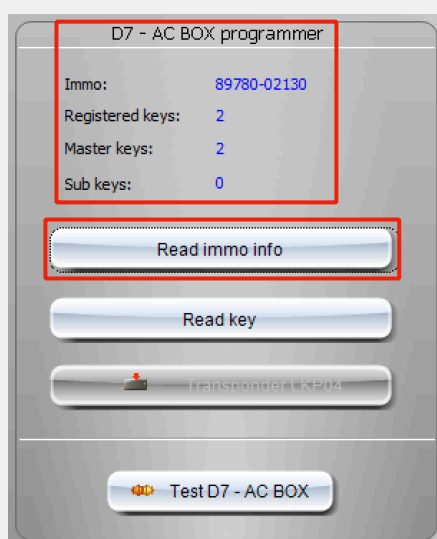 D7 - AC BOX programmer
Immo: 89780-02130
Registered keys: 2
Master keys: 2
Sub keys: 0
Read immo info
Read key
Transponder LKP04
Test D7 - AC BOX